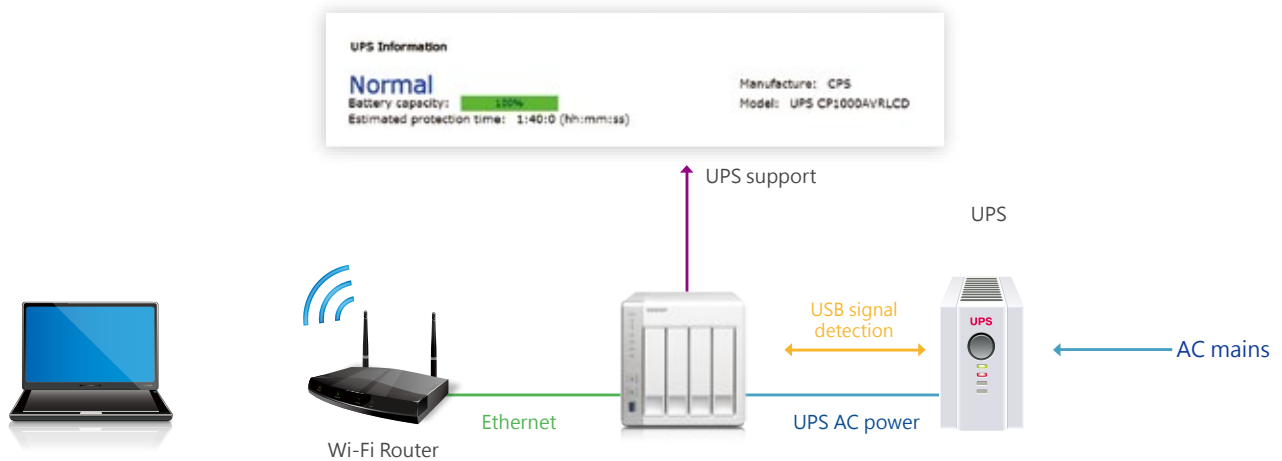 UPS Information
Normal
Battery capacity: 100%
Estimated protection time: 1:40:0 (hh:mm:ss)
Manufacture: CPS
Model: UPS CP1000AVRLCD
UPS support
UPS
USB signal
detection
UPS
AC mains
Ethernet
UPS AC power
Wi-Fi Router